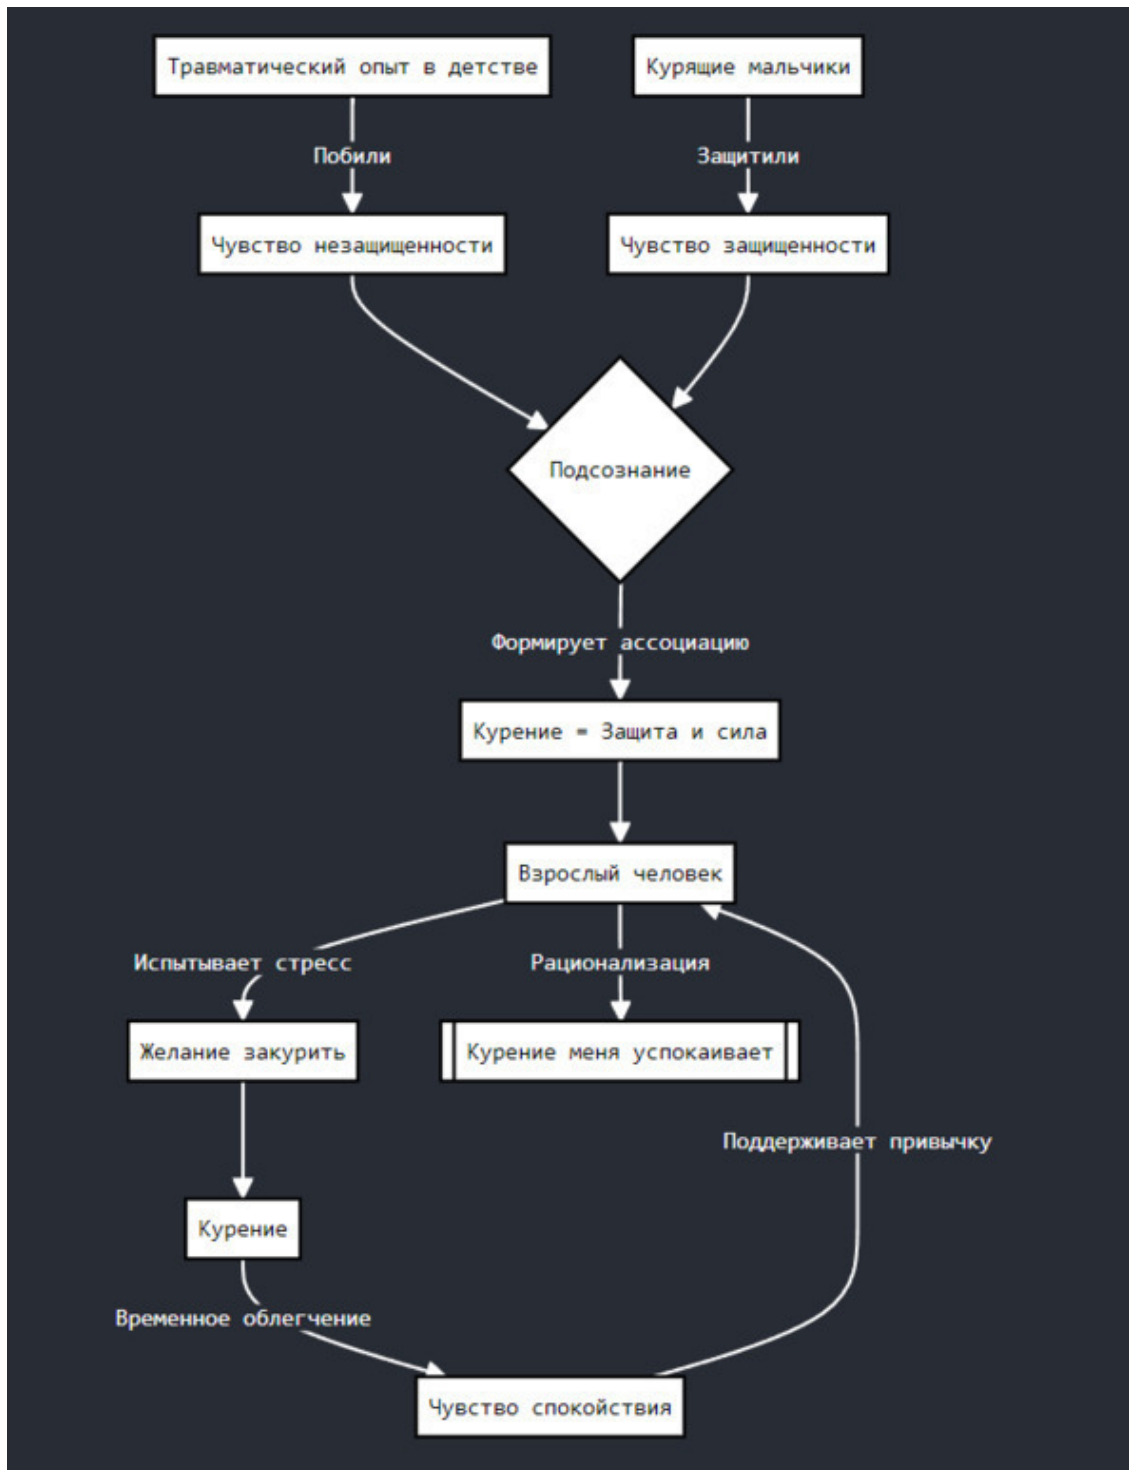 Травматический опыт в детстве
Курящие мальчики
Побили
Защитили
Чувство незащищенности
Чувство защищенности
Подсознание
Формирует ассоциацию
Курение = Защита и сила
Взрослый человек
Испытывает стресс
Рационализация
Желание закурить
Курение меня успокаивает
Поддерживает привычку
Курение
Временное облегчение
Чувство спокойствия